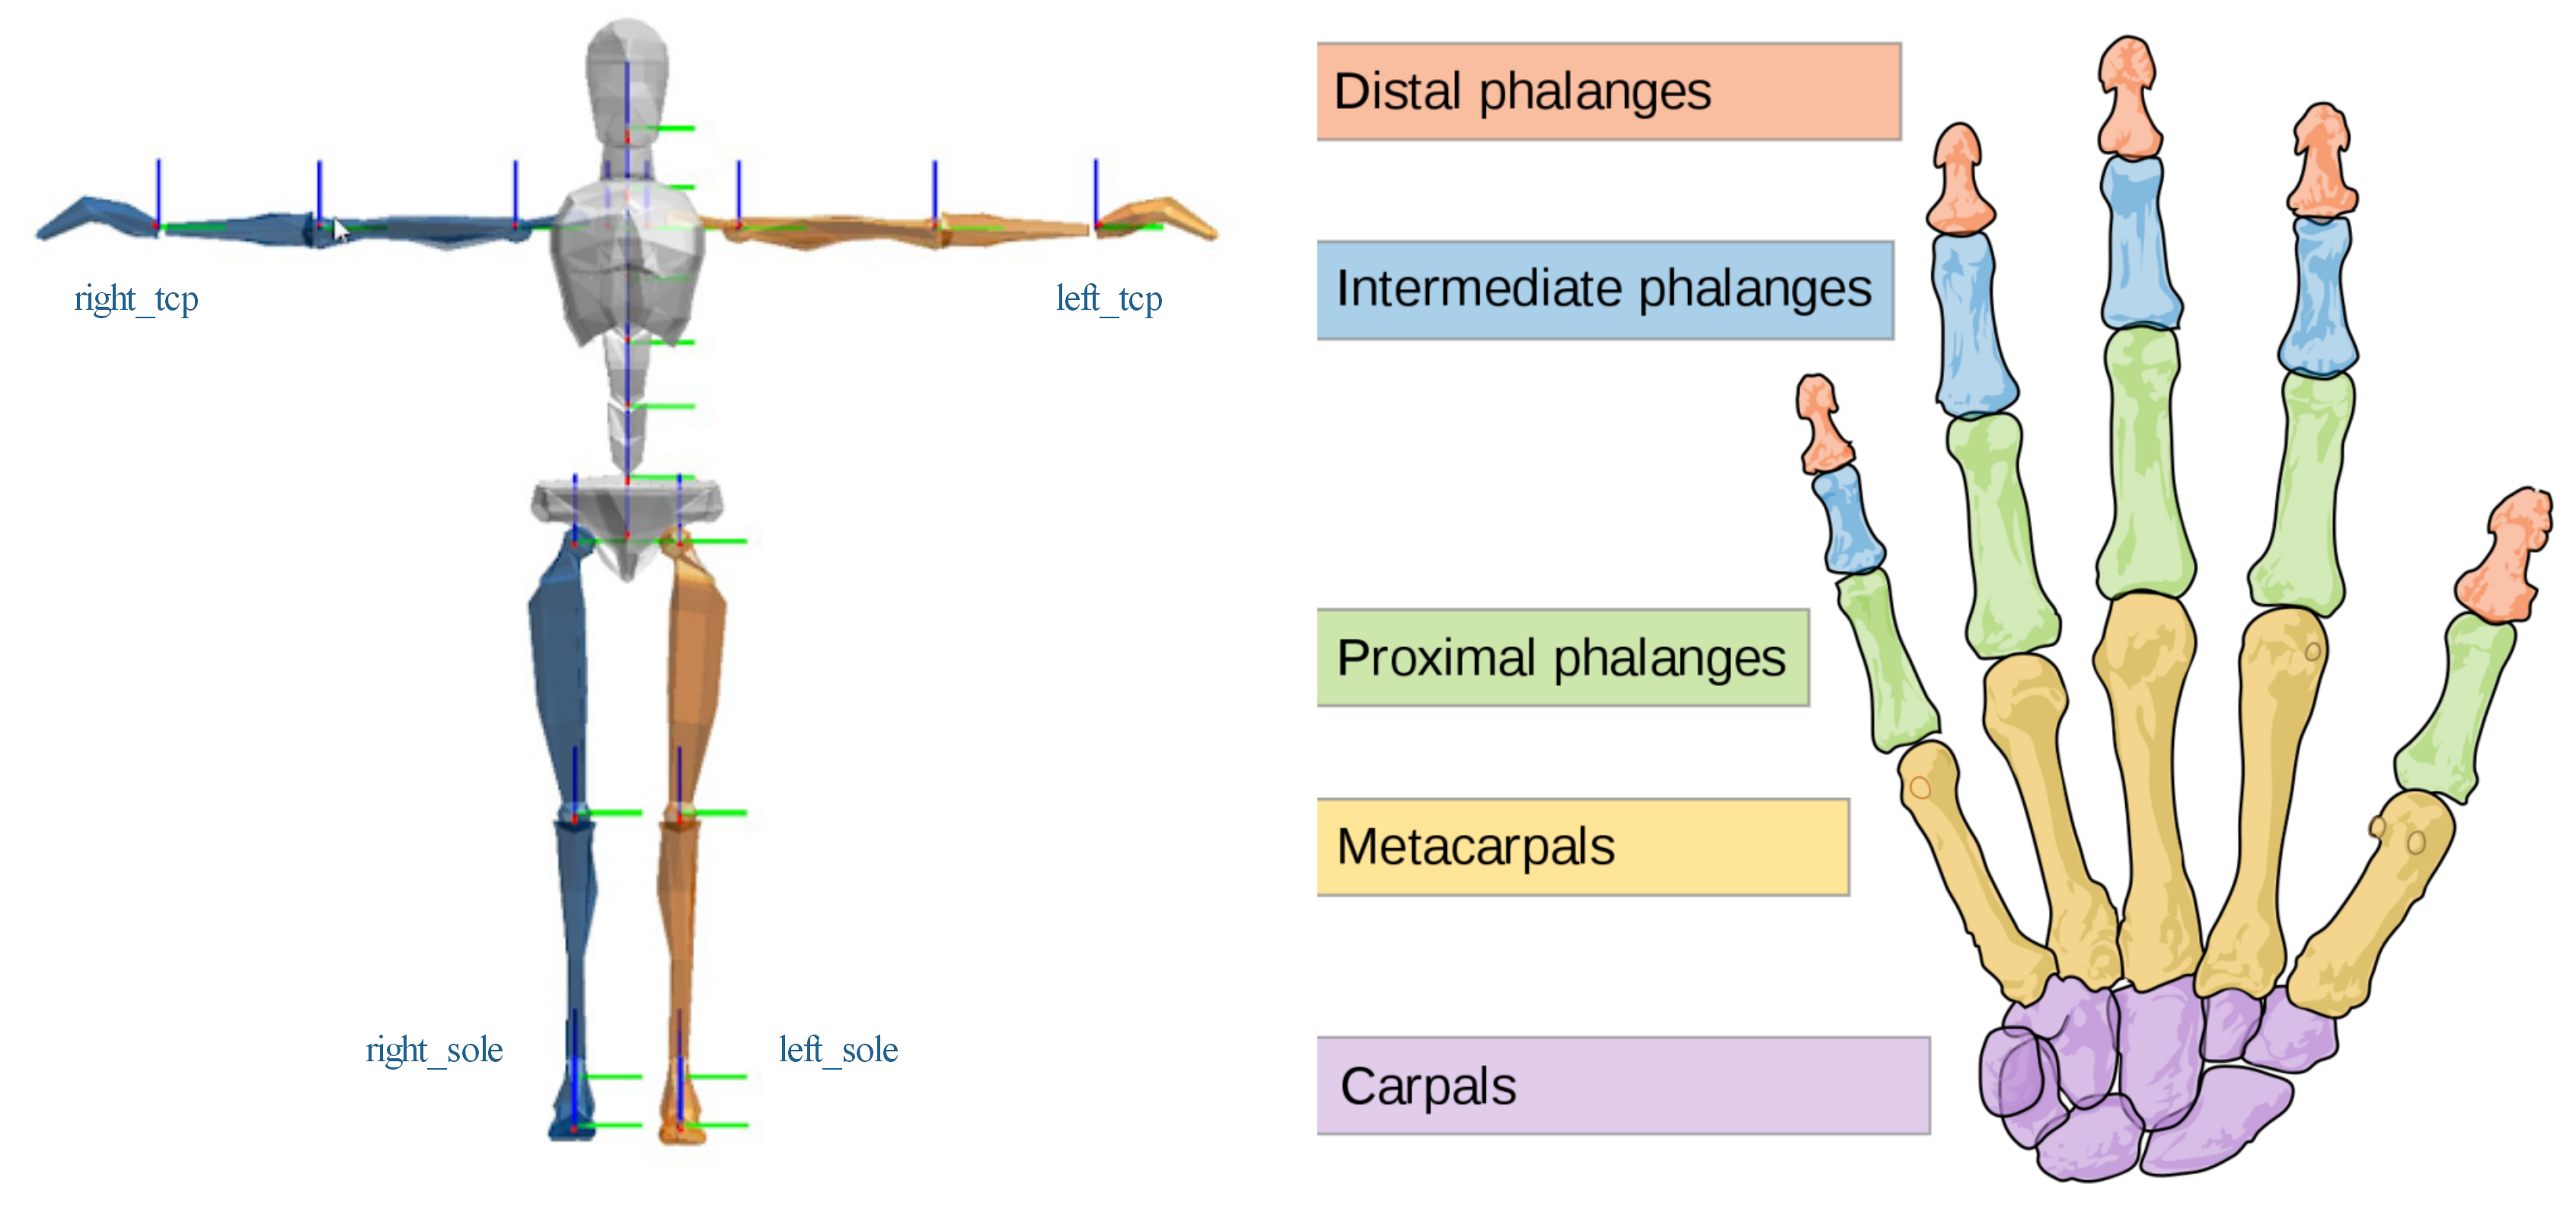 right_tcp
left_tcp
right_sole
left_sole
Distal phalanges
Intermediate phalanges
Proximal phalanges
Metacarpals
Carpals